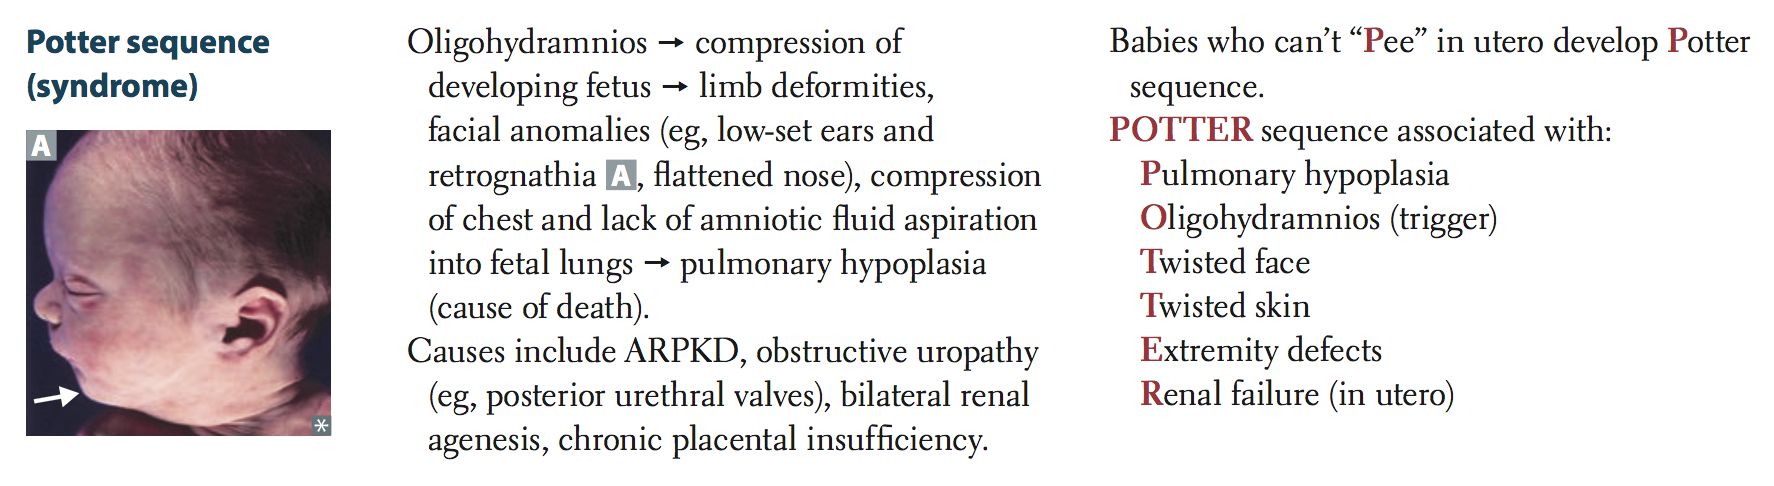 Potter sequence
(syndrome)
A
*
Oligohydramnios → compression of
developing fetus → limb deformities,
facial anomalies (eg, low-set ears and
retrognathia A, flattened nose), compression
of chest and lack of amniotic fluid aspiration
into fetal lungs → pulmonary hypoplasia
(cause of death).
Causes include ARPKD, obstructive uropathy
(eg, posterior urethral valves), bilateral renal
agenesis, chronic placental insufficiency.
Babies who can’t “Pee” in utero develop Potter
sequence.
POTTER sequence associated with:
Pulmonary hypoplasia
Oligohydramnios (trigger)
Twisted face
Twisted skin
Extremity defects
Renal failure (in utero)